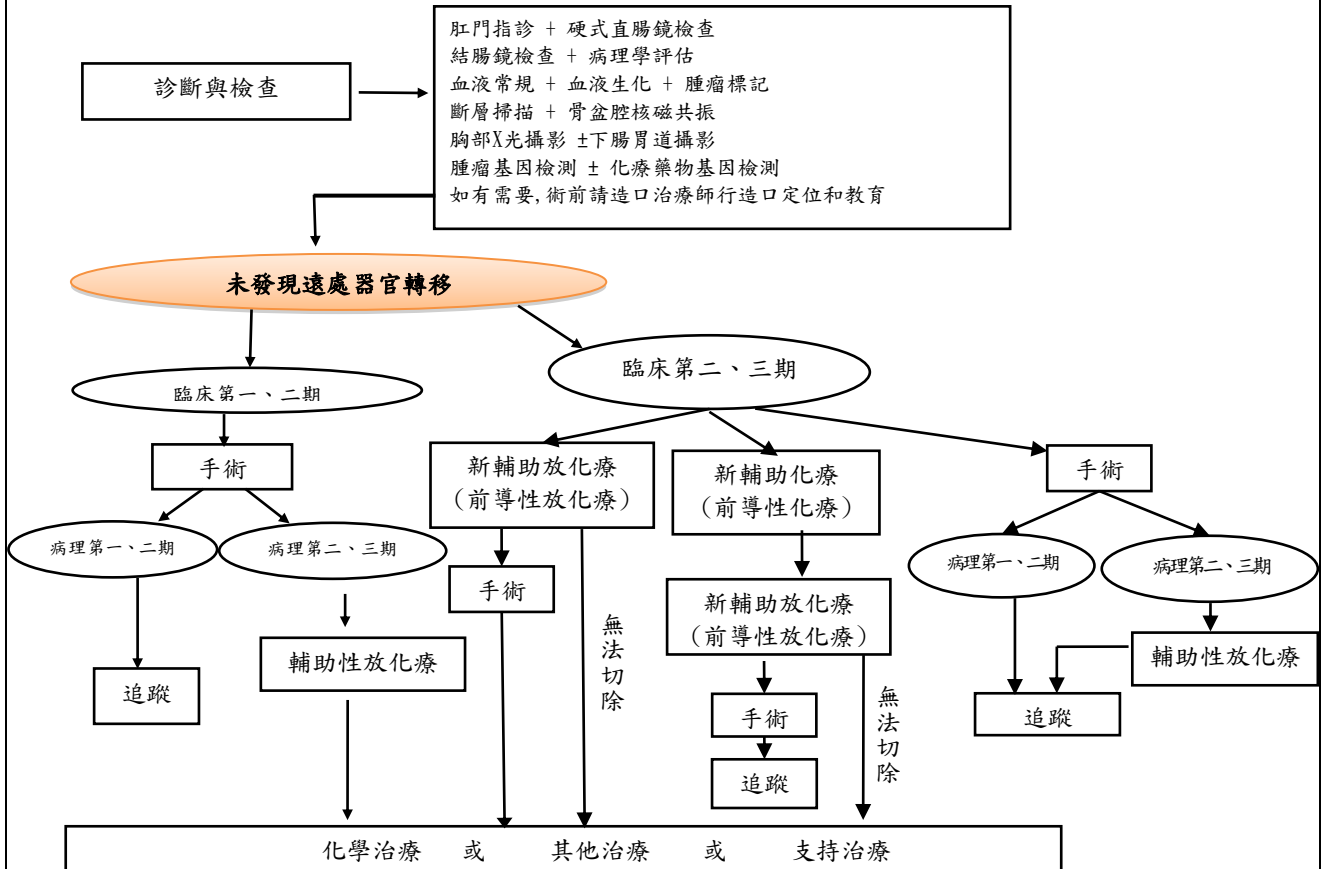 診斷與檢查
肛門指診 + 硬式直腸鏡檢查
結腸鏡檢查 + 病理學評估
血液常規 + 血液生化 + 腫瘤標記
斷層掃描 + 骨盆腔核磁共振
胸部X光攝影 ±下腸胃道攝影
腫瘤基因檢測 ± 化療藥物基因檢測
如有需要,術前請造口治療師行造口定位和教育
未發現遠處器官轉移
臨床第一、二期
臨床第二、三期
手術
新輔助放化療
(前導性放化療)
新輔助化療
(前導性化療)
手術
病理第一、二期
病理第二、三期
手術
新輔助放化療
(前導性放化療)
病理第一、二期
病理第二、三期
追蹤
輔助性放化療
無法切除
手術
追蹤
無法切除
追蹤
輔助性放化療
化學治療 或 其他治療 或 支持治療